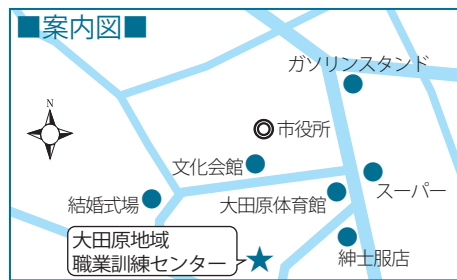 ■案内図■
ガソリンスタンド
N
市役所
文化会館
スーパー
結婚式場
大田原体育館
大田原地域
職業訓練センター
紳士服店